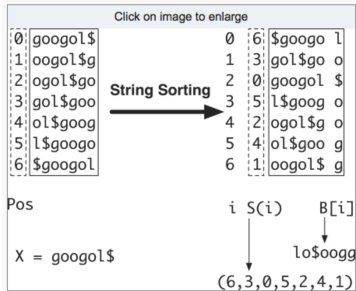 Click on image to enlarge
0 googol$ 0 6 $googo l
1 oogol$g 1 3 gol$go o
2 ogol$go 2 0 googol $
3 gol$goo String Sorting 3 5 l$goog o
4 ol$goog 4 2 ogol$g o
5 l$googo 5 4 ol$goo g
6 $googol 6 1 oogol$ g
Pos i S(i) B[i]
X = googol$ lo$oogg
(6,3,0,5,2,4,1)